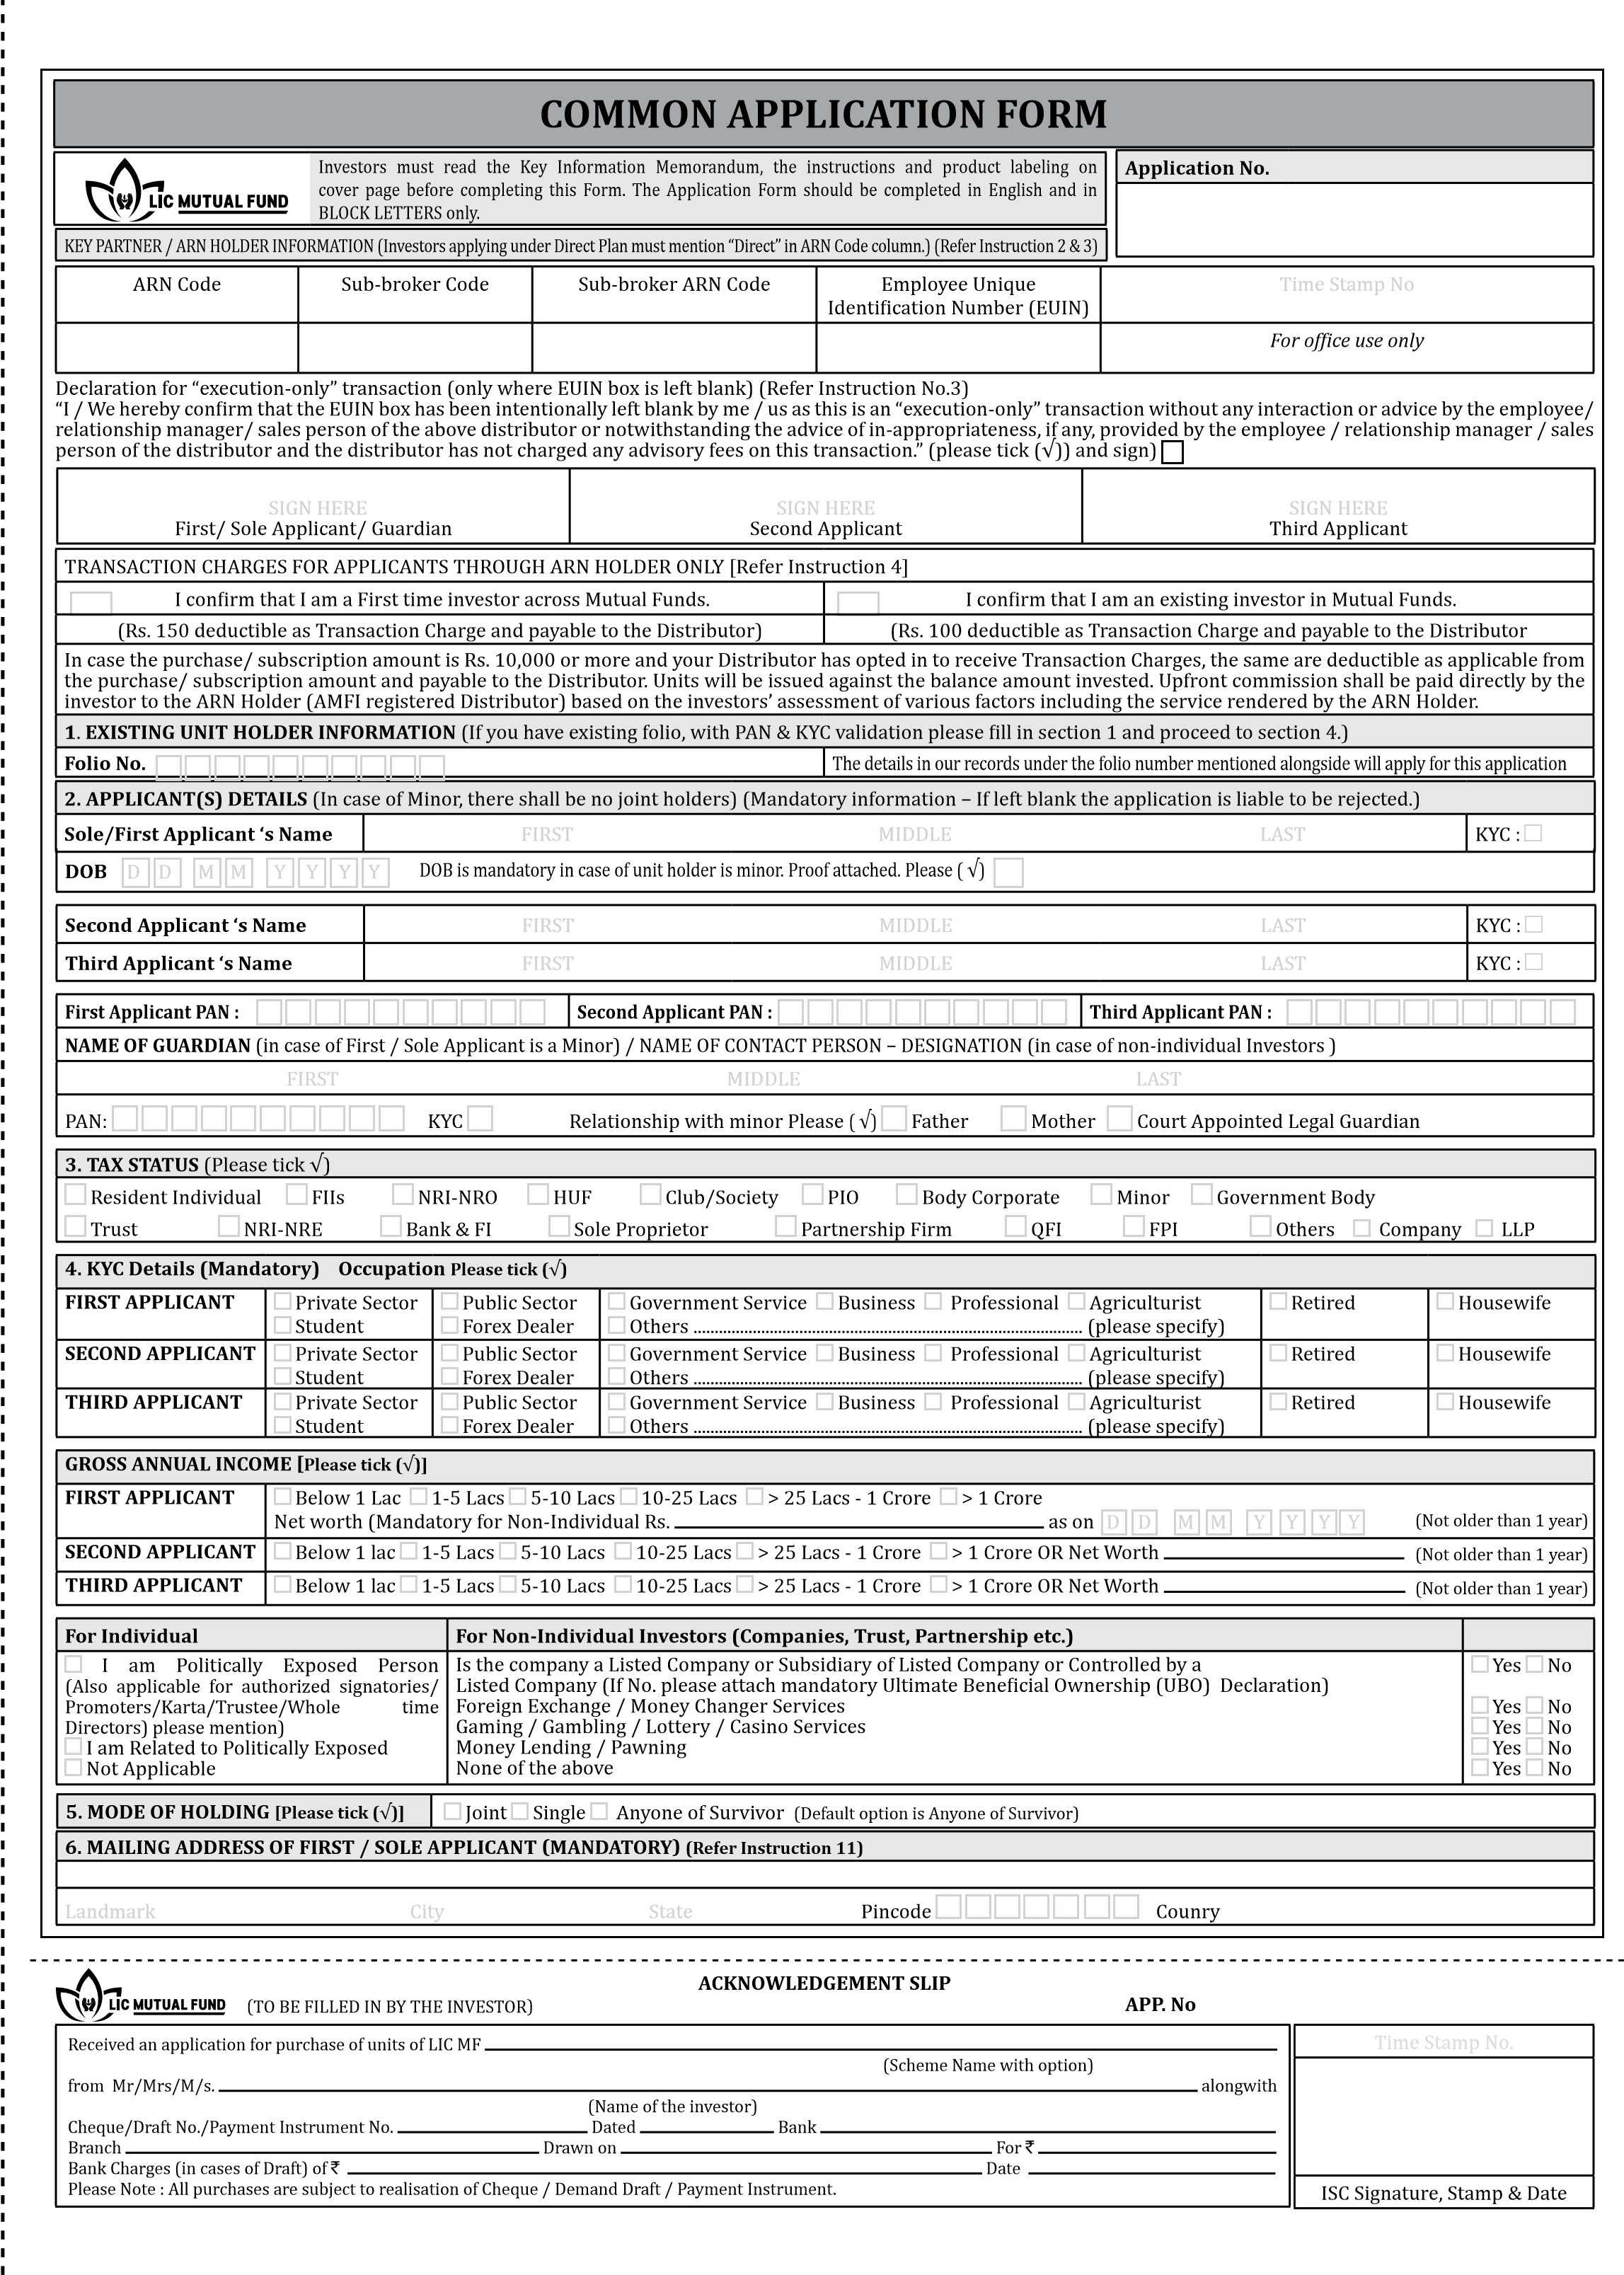 COMMON APPLICATION FORM
LIC MUTUAL FUND
Investors must read the Key Information Memorandum, the instructions and product labeling on
cover page before completing this Form. The Application Form should be completed in English and in
BLOCK LETTERS only.
Application No.
KEY PARTNER / ARN HOLDER INFORMATION (Investors applying under Direct Plan must mention “Direct” in ARN Code column.) (Refer Instruction 2 & 3)
ARN Code Sub-broker Code Sub-broker ARN Code Employee Unique Time Stamp No
Identification Number (EUIN)
For office use only
Declaration for “execution-only” transaction (only where EUIN box is left blank) (Refer Instruction No.3)
“I / We hereby confirm that the EUIN box has been intentionally left blank by me / us as this is an “execution-only” transaction without any interaction or advice by the employee/
relationship manager/ sales person of the above distributor or notwithstanding the advice of in-appropriateness, if any, provided by the employee / relationship manager / sales
person of the distributor and the distributor has not charged any advisory fees on this transaction.” (please tick (√)) and sign)
SIGN HERE SIGN HERE SIGN HERE
First/ Sole Applicant/ Guardian Second Applicant Third Applicant
TRANSACTION CHARGES FOR APPLICANTS THROUGH ARN HOLDER ONLY [Refer Instruction 4]
I confirm that I am a First time investor across Mutual Funds. I confirm that I am an existing investor in Mutual Funds.
(Rs. 150 deductible as Transaction Charge and payable to the Distributor) (Rs. 100 deductible as Transaction Charge and payable to the Distributor
In case the purchase/ subscription amount is Rs. 10,000 or more and your Distributor has opted in to receive Transaction Charges, the same are deductible as applicable from
the purchase/ subscription amount and payable to the Distributor. Units will be issued against the balance amount invested. Upfront commission shall be paid directly by the
investor to the ARN Holder (AMFI registered Distributor) based on the investors’ assessment of various factors including the service rendered by the ARN Holder.
1. EXISTING UNIT HOLDER INFORMATION (If you have existing folio, with PAN & KYC validation please fill in section 1 and proceed to section 4.)
Folio No. The details in our records under the folio number mentioned alongside will apply for this application
2. APPLICANT(S) DETAILS (In case of Minor, there shall be no joint holders) (Mandatory information – If left blank the application is liable to be rejected.)
Sole/First Applicant ‘s Name FIRST MIDDLE LAST KYC :
DOB D D M M Y Y Y Y DOB is mandatory in case of unit holder is minor. Proof attached. Please ( √)
Second Applicant ‘s Name FIRST MIDDLE LAST KYC :
Third Applicant ‘s Name FIRST MIDDLE LAST KYC :
First Applicant PAN : Second Applicant PAN : Third Applicant PAN :
NAME OF GUARDIAN (in case of First / Sole Applicant is a Minor) / NAME OF CONTACT PERSON – DESIGNATION (in case of non-individual Investors )
FIRST MIDDLE LAST
PAN: KYC Relationship with minor Please ( √) Father Mother Court Appointed Legal Guardian
3. TAX STATUS (Please tick √)
Resident Individual FIIs NRI-NRO HUF Club/Society PIO Body Corporate Minor Government Body
Trust NRI-NRE Bank & FI Sole Proprietor Partnership Firm QFI FPI Others Company LLP
4. KYC Details (Mandatory) Occupation Please tick (√)
FIRST APPLICANT Private Sector Public Sector Government Service Business Professional Agriculturist Retired Housewife
Student Forex Dealer Others ........................................................ (please specify)
SECOND APPLICANT Private Sector Public Sector Government Service Business Professional Agriculturist Retired Housewife
Student Forex Dealer Others ........................................................ (please specify)
THIRD APPLICANT Private Sector Public Sector Government Service Business Professional Agriculturist Retired Housewife
Student Forex Dealer Others ........................................................ (please specify)
GROSS ANNUAL INCOME [Please tick (√)]
FIRST APPLICANT Below 1 Lac 1-5 Lacs 5-10 Lacs 10-25 Lacs > 25 Lacs - 1 Crore > 1 Crore
Net worth (Mandatory for Non-Individual Rs. as on D D M M Y Y Y Y (Not older than 1 year)
SECOND APPLICANT Below 1 lac 1-5 Lacs 5-10 Lacs 10-25 Lacs > 25 Lacs - 1 Crore > 1 Crore OR Net Worth (Not older than 1 year)
THIRD APPLICANT Below 1 lac 1-5 Lacs 5-10 Lacs 10-25 Lacs > 25 Lacs - 1 Crore > 1 Crore OR Net Worth (Not older than 1 year)
For Individual
I am Politically Exposed Person
(Also applicable for authorized signatories/
Promoters/Karta/Trustee/Whole time
Directors) please mention)
I am Related to Politically Exposed
Not Applicable
For Non-Individual Investors (Companies, Trust, Partnership etc.)
Is the company a Listed Company or Subsidiary of Listed Company or Controlled by a Yes No
Listed Company (If No. please attach mandatory Ultimate Beneficial Ownership (UBO) Declaration)
Foreign Exchange / Money Changer Services Yes No
Gaming / Gambling / Lottery / Casino Services Yes No
Money Lending / Pawning Yes No
None of the above Yes No
5. MODE OF HOLDING [Please tick (√)] Joint Single Anyone of Survivor (Default option is Anyone of Survivor)
6. MAILING ADDRESS OF FIRST / SOLE APPLICANT (MANDATORY) (Refer Instruction 11)
Landmark City State Pincode Counry
ACKNOWLEDGEMENT SLIP
LIC MUTUAL FUND (TO BE FILLED IN BY THE INVESTOR) APP. No
Received an application for purchase of units of LIC MF
(Scheme Name with option)
from Mr/Mrs/M/s. alongwith
(Name of the investor)
Cheque/Draft No./Payment Instrument No. Dated Bank
Branch Drawn on For ₹
Bank Charges (in cases of Draft) of ₹ Date
Please Note : All purchases are subject to realisation of Cheque / Demand Draft / Payment Instrument.
Time Stamp No.
ISC Signature, Stamp & Date